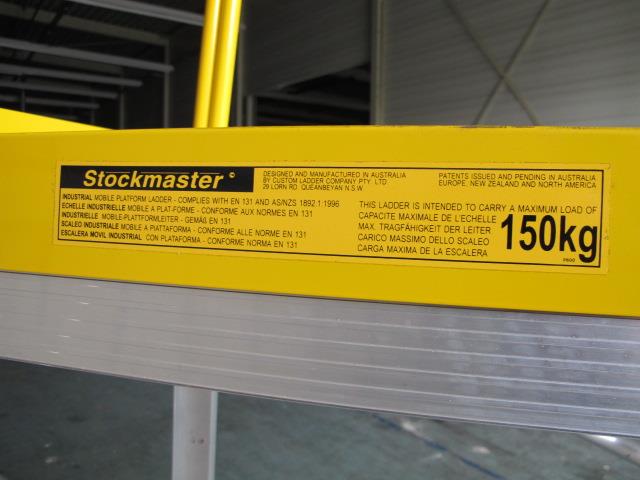 Stockmaster ©
DESIGNED AND MANUFACTURED IN AUSTRALIA
BY CUSTOM LADDER COMPANY PTY. LTD.
29 LORN RD. QUEANBEYAN N.S.W
PATENTS ISSUED AND PENDING IN AUSTRALIA
EUROPE, NEW ZEALAND AND NORTH AMERICA
INDUSTRIAL MOBILE PLATFORM LADDER - COMPLIES WITH EN 131 AND AS/NZS 1892.1:1996
ECHELLE INDUSTRIELLE MOBILE A PLAT-FORME - CONFORME AUX NORMES EN 131
INDUSTRIELLE MOBILE-PLATTFORMLEITER - GEMÄß EN 131
SCALEO INDUSTRIALE MOBILE A PIATTAFORMA - CONFORME ALLE NORME EN 131
ESCALERA MOVIL INDUSTRIAL CON PLATAFORMA - CONFORME NORMA EN 131
THIS LADDER IS INTENDED TO CARRY A MAXIMUM LOAD OF
CAPACITE MAXIMALE DE L'ECHELLE
MAX. TRAGFÄHIGKEIT DER LEITER
CARICO MASSIMO DELLO SCALEO
CARGA MAXIMA DE LA ESCALERA
150kg